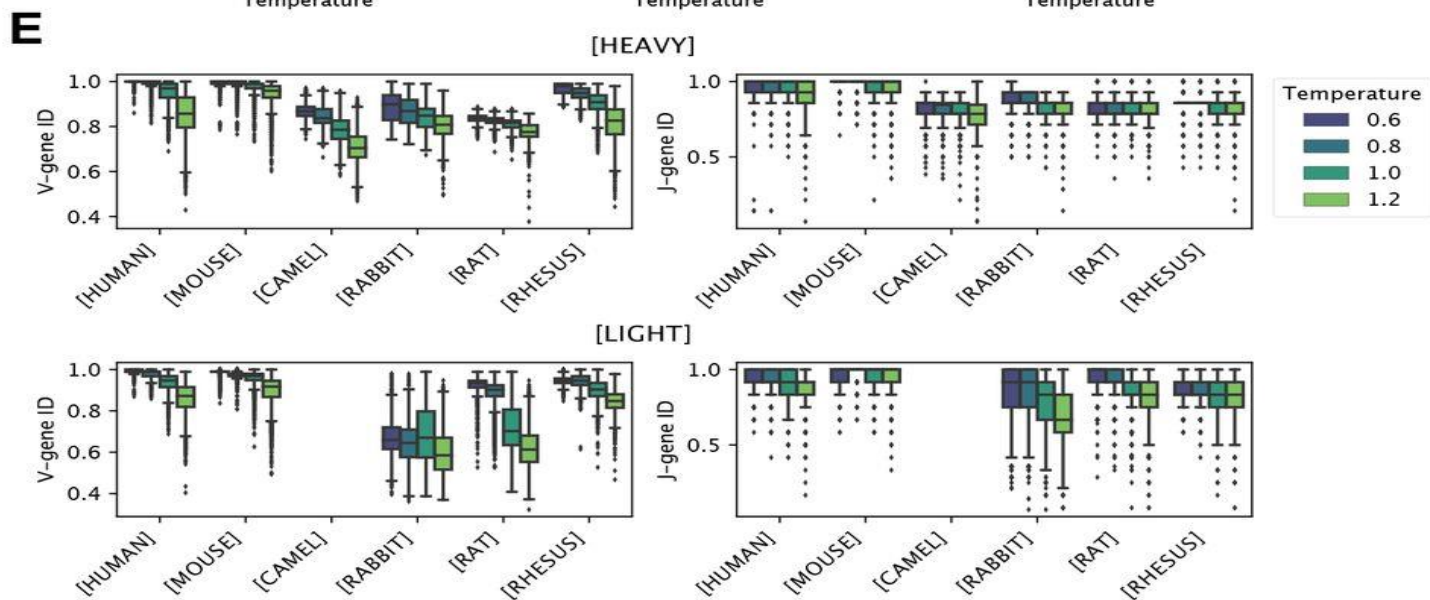 Temperature Temperature Temperature
E
[HEAVY]
1.0
0.8
0.6
0.4
V-gene ID
[HUMAN] [MOUSE] [CAMEL] [RABBIT] [RAT] [RHESUS]
1.0
0.5
J-gene ID
[HUMAN] [MOUSE] [CAMEL] [RABBIT] [RAT] [RHESUS]
Temperature
0.6
0.8
1.0
1.2
[LIGHT]
1.0
0.8
0.6
0.4
V-gene ID
[HUMAN] [MOUSE] [CAMEL] [RABBIT] [RAT] [RHESUS]
1.0
0.5
J-gene ID
[HUMAN] [MOUSE] [CAMEL] [RABBIT] [RAT] [RHESUS]